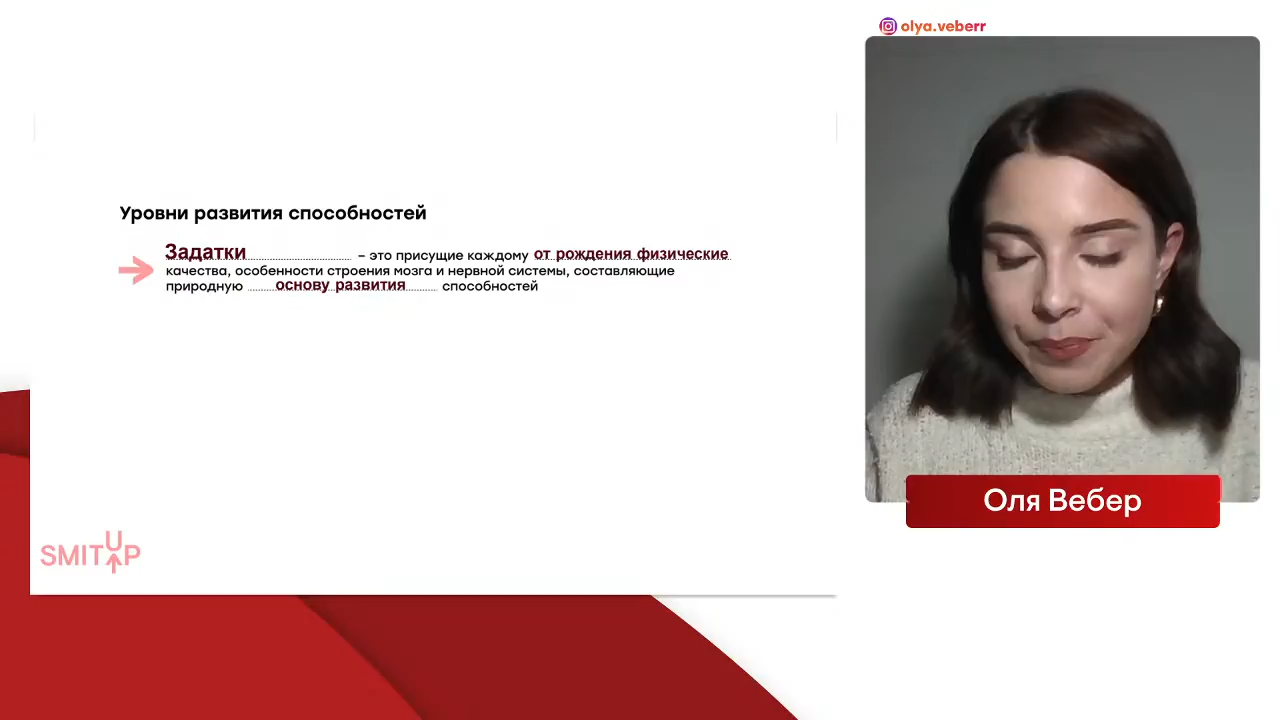 olya.veberr
Уровни развития способностей
Задатки – это присущие каждому от рождения физические
качества, особенности строения мозга и нервной системы, составляющие
природную основу развития способностей
Оля Вебер
SMITUP